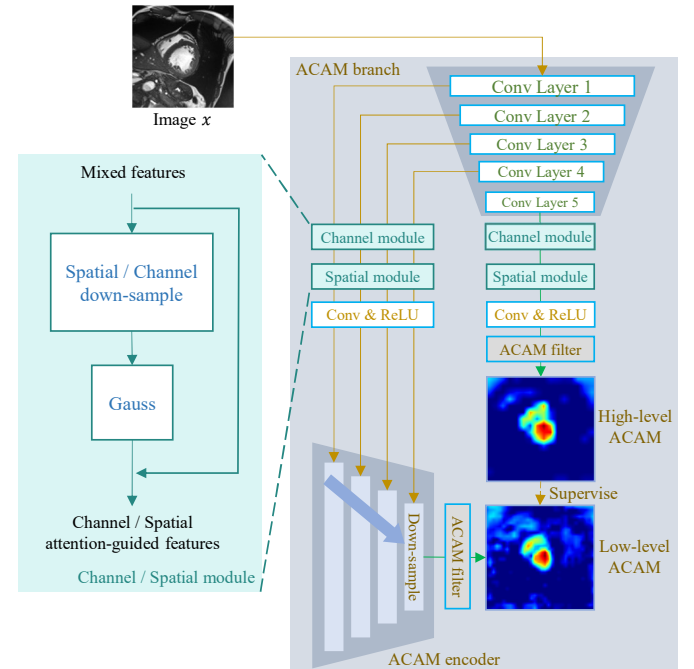 Image x
ACAM branch
Conv Layer 1
Conv Layer 2
Conv Layer 3
Conv Layer 4
Conv Layer 5
Mixed features
Spatial / Channel
down-sample
Gauss
Channel / Spatial
attention-guided features
Channel / Spatial module
Channel module
Spatial module
Conv & ReLU
Channel module
Spatial module
Conv & ReLU
ACAM filter
High-level
ACAM
Supervise
Low-level
ACAM
Down-sample
ACAM filter
ACAM encoder